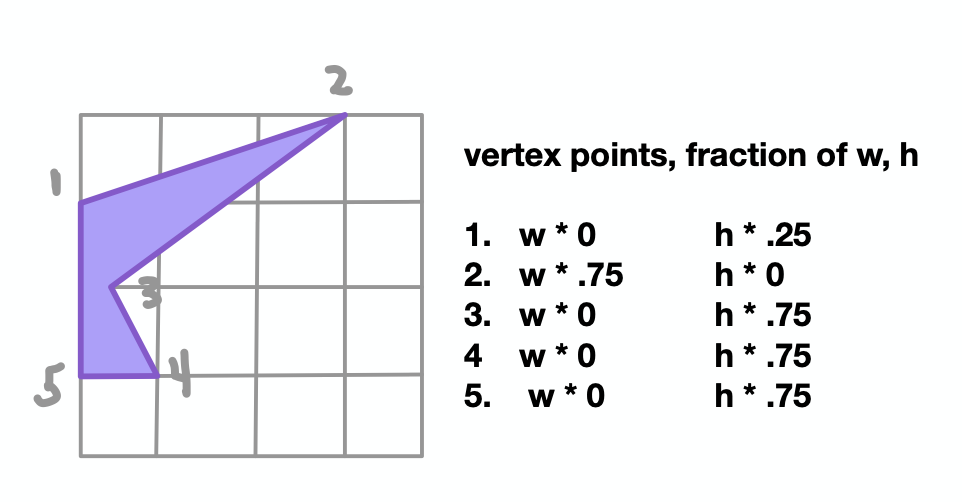 2
1
3
4
5
vertex points, fraction of w, h
1. w * 0 h * .25
2. w * .75 h * 0
3. w * 0 h * .75
4 w * 0 h * .75
5. w * 0 h * .75